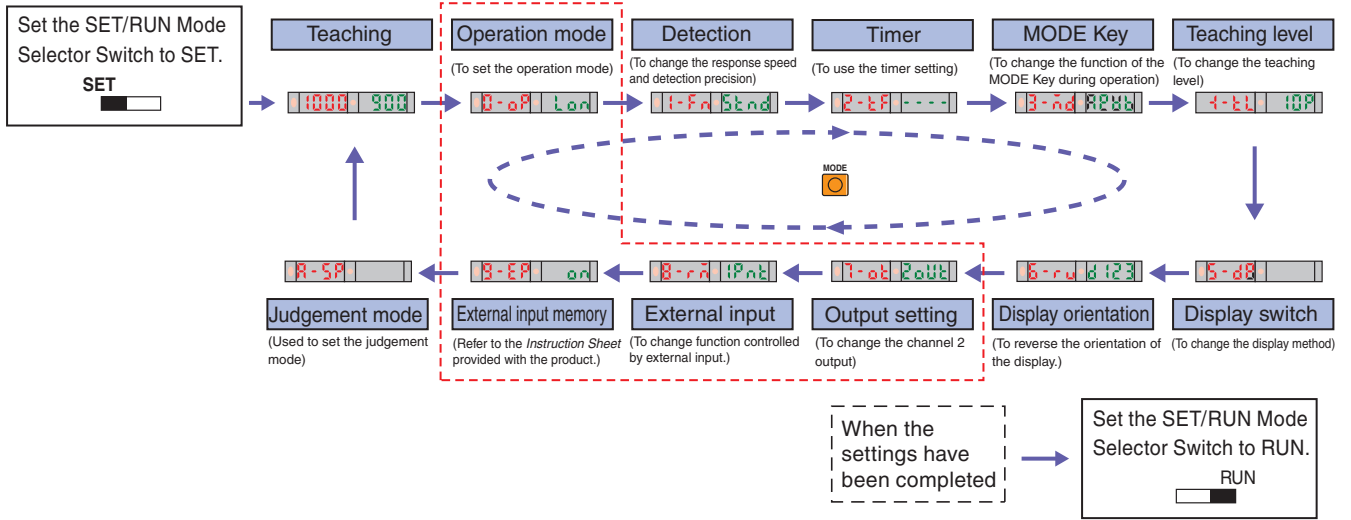 Set the SET/RUN Mode
Selector Switch to SET.
SET
Teaching
1000 900
Operation mode
(To set the operation mode)
0-oP Lon
Detection
(To change the response speed
and detection precision)
1-Fn Stnd
Timer
(To use the timer setting)
2-tF ----
MODE Key
(To change the function of the
MODE Key during operation)
3-
Teaching level
(To change the teaching
level)
-tL 10P
MODE
A-SP
Judgement mode
(Used to set the judgement
mode)
9-EP on
External input memory
(Refer to the Instruction Sheet
provided with the product.)
8- 1Pnt
External input
(To change function controlled
by external input.)
7-ot 2oUt
Output setting
(To change the channel 2
output)
6-ru d123
Display orientation
(To reverse the orientation of
the display.)
5-d8
Display switch
(To change the display method)
When the
settings have
been completed
Set the SET/RUN Mode
Selector Switch to RUN.
RUN